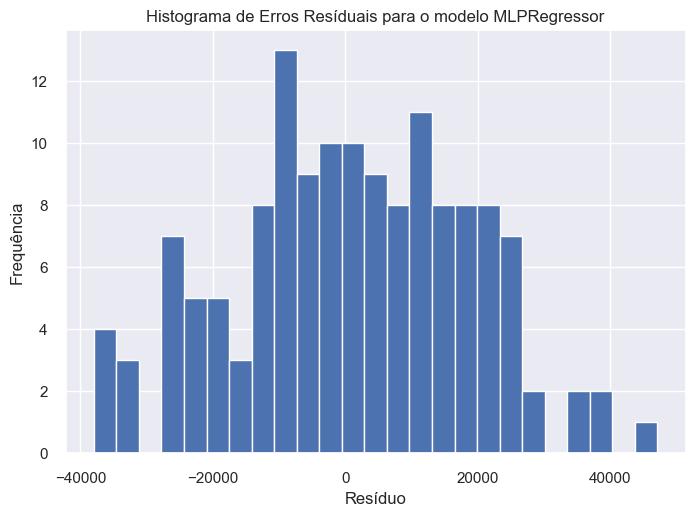 Histograma de Erros Resíduais para o modelo MLPRegressor
12
10
8
6
4
2
0
Frequência
−40000 −20000 0 20000 40000
Resíduo